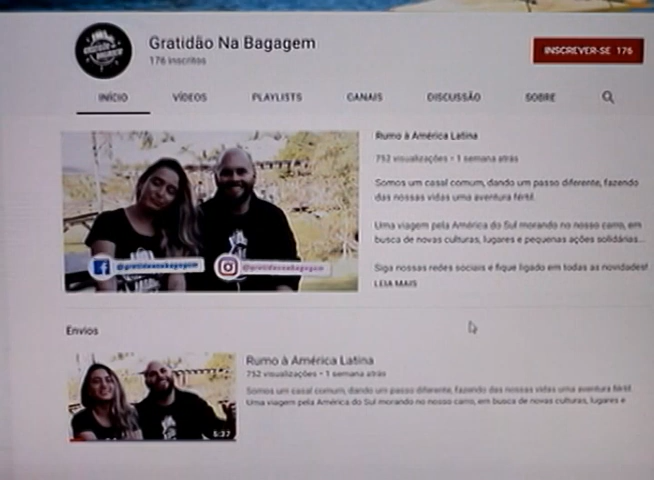 Gratidão Na Bagagem
176 inscritos
INSCREVER-SE 176
INÍCIO VÍDEOS PLAYLISTS CANAIS DISCUSSÃO SOBRE
Rumo à América Latina
752 visualizações • 1 semana atrás
Somos um casal comum, dando um passo diferente, fazendo
das nossas vidas uma aventura fértil.
Uma viagem pela América do Sul morando no nosso carro, em
busca de novas culturas, lugares e pequenas ações solidárias...
Siga nossas redes sociais e fique ligado em todas as novidades!
LEIA MAIS
@gratidaonabagagem @gratidaonabagagem
Envios
Rumo à América Latina
752 visualizações • 1 semana atrás
Somos um casal comum, dando um passo diferente, fazendo das nossas vidas uma aventura fértil.
Uma viagem pela América do Sul morando no nosso carro, em busca de novas culturas, lugares e
5:37